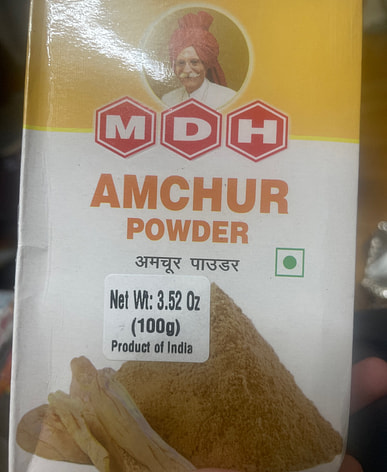 MDH
AMCHUR
POWDER
अमचूर पाउडर
Net Wt: 3.52 Oz
(100g)
Product of India